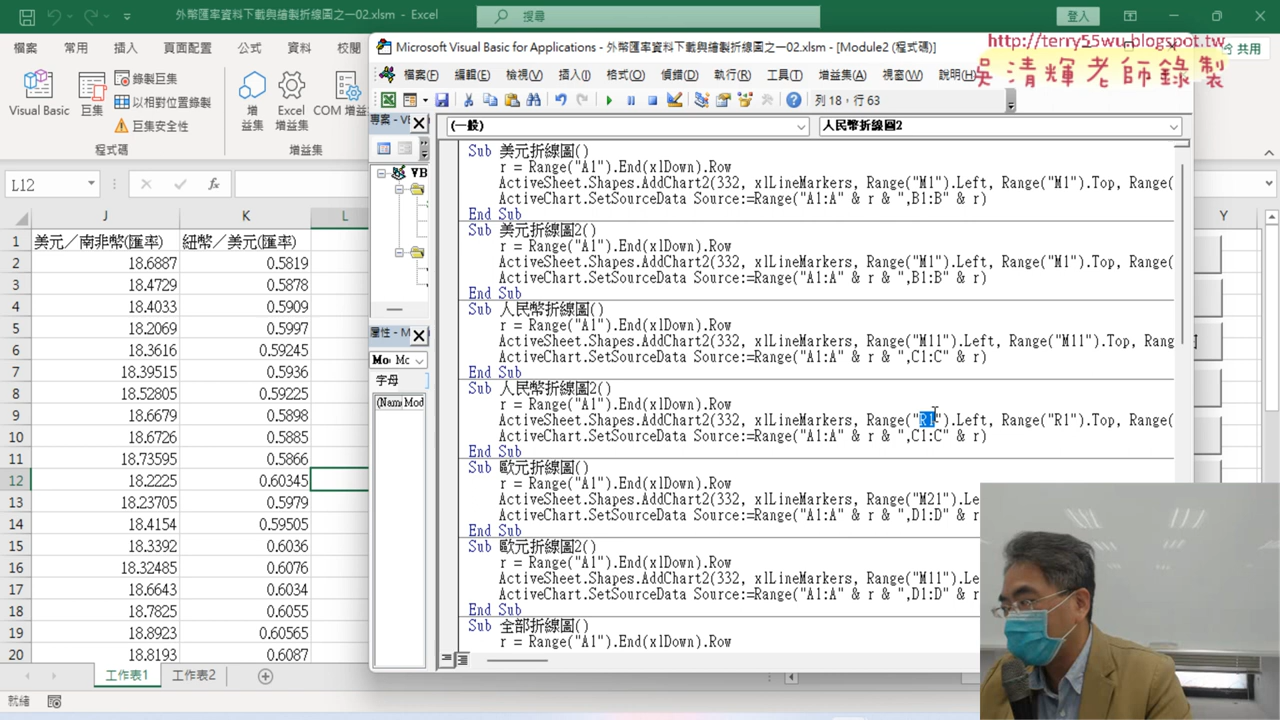 外幣匯率資料下載與繪製折線圖之一02.xlsm - Excel
搜尋
登入
檔案 常用 插入 頁面配置 公式 資料 校閱
共用
http://terry55wu.blogspot.tw
吳清輝老師錄製
Visual Basic
巨集
錄製巨集
以相對位置錄製
巨集安全性
程式碼
增益集
Excel 增益集
COM 增益
增益集
L12
J K L
Y
1 美元／南非幣(匯率) 紐幣／美元(匯率)
2 18.6887 0.5819
3 18.4729 0.5878
4 18.4033 0.5909
5 18.2069 0.5997
6 18.3616 0.59245
7 18.39515 0.5936
8 18.52805 0.59225
9 18.6679 0.5898
10 18.6726 0.5885
11 18.73595 0.5866
12 18.2225 0.60345
13 18.23705 0.5979
14 18.4154 0.59505
15 18.3392 0.6036
16 18.32485 0.6076
17 18.6643 0.6034
18 18.7825 0.6055
19 18.8923 0.60565
20 18.8193 0.6087
工作表1 工作表2
就緒
Microsoft Visual Basic for Applications - 外幣匯率資料下載與繪製折線圖之一02.xlsm - [Module2 (程式碼)]
檔案(F) 編輯(E) 檢視(V) 插入(I) 格式(O) 偵錯(D) 執行(R) 工具(T) 增益集(A) 視窗(W) 說明(H)
列 18，行 63
專案 - VB
VB
屬性 - M
Mo Mo
字母
(Nam Mod
(一般)
人民幣折線圖2
Sub 美元折線圖()
r = Range("A1").End(xlDown).Row
ActiveSheet.Shapes.AddChart2(332, xlLineMarkers, Range("M1").Left, Range("M1").Top, Range(
ActiveChart.SetSourceData Source:=Range("A1:A" & r & ",B1:B" & r)
End Sub
Sub 美元折線圖2()
r = Range("A1").End(xlDown).Row
ActiveSheet.Shapes.AddChart2(332, xlLineMarkers, Range("M1").Left, Range("M1").Top, Range(
ActiveChart.SetSourceData Source:=Range("A1:A" & r & ",B1:B" & r)
End Sub
Sub 人民幣折線圖()
r = Range("A1").End(xlDown).Row
ActiveSheet.Shapes.AddChart2(332, xlLineMarkers, Range("M11").Left, Range("M11").Top, Rang
ActiveChart.SetSourceData Source:=Range("A1:A" & r & ",C1:C" & r)
End Sub
Sub 人民幣折線圖2()
r = Range("A1").End(xlDown).Row
ActiveSheet.Shapes.AddChart2(332, xlLineMarkers, Range("R1").Left, Range("R1").Top, Range(
ActiveChart.SetSourceData Source:=Range("A1:A" & r & ",C1:C" & r)
End Sub
Sub 歐元折線圖()
r = Range("A1").End(xlDown).Row
ActiveSheet.Shapes.AddChart2(332, xlLineMarkers, Range("M21").Le
ActiveChart.SetSourceData Source:=Range("A1:A" & r & ",D1:D" & r
End Sub
Sub 歐元折線圖2()
r = Range("A1").End(xlDown).Row
ActiveSheet.Shapes.AddChart2(332, xlLineMarkers, Range("M11").Le
ActiveChart.SetSourceData Source:=Range("A1:A" & r & ",D1:D" & r
End Sub
Sub 全部折線圖()
r = Range("A1").End(xlDown).Row